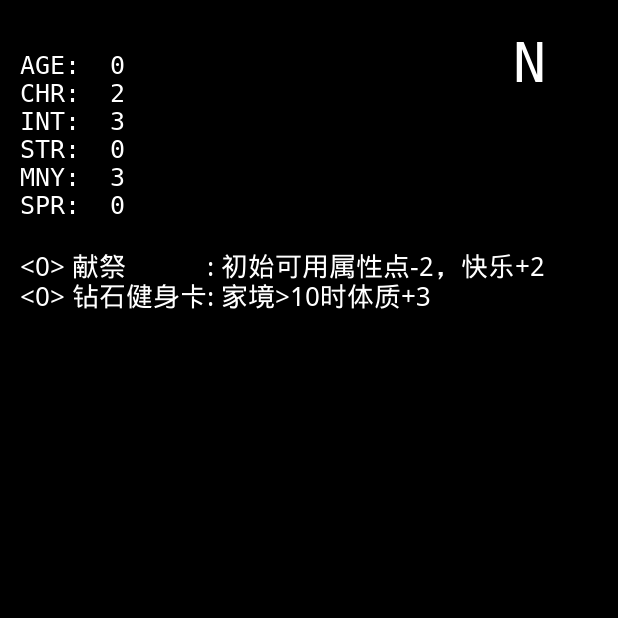 N
AGE: 0
CHR: 2
INT: 3
STR: 0
MNY: 3
SPR: 0
<0> 献祭 : 初始可用属性点-2，快乐+2
<0> 钻石健身卡: 家境>10时体质+3